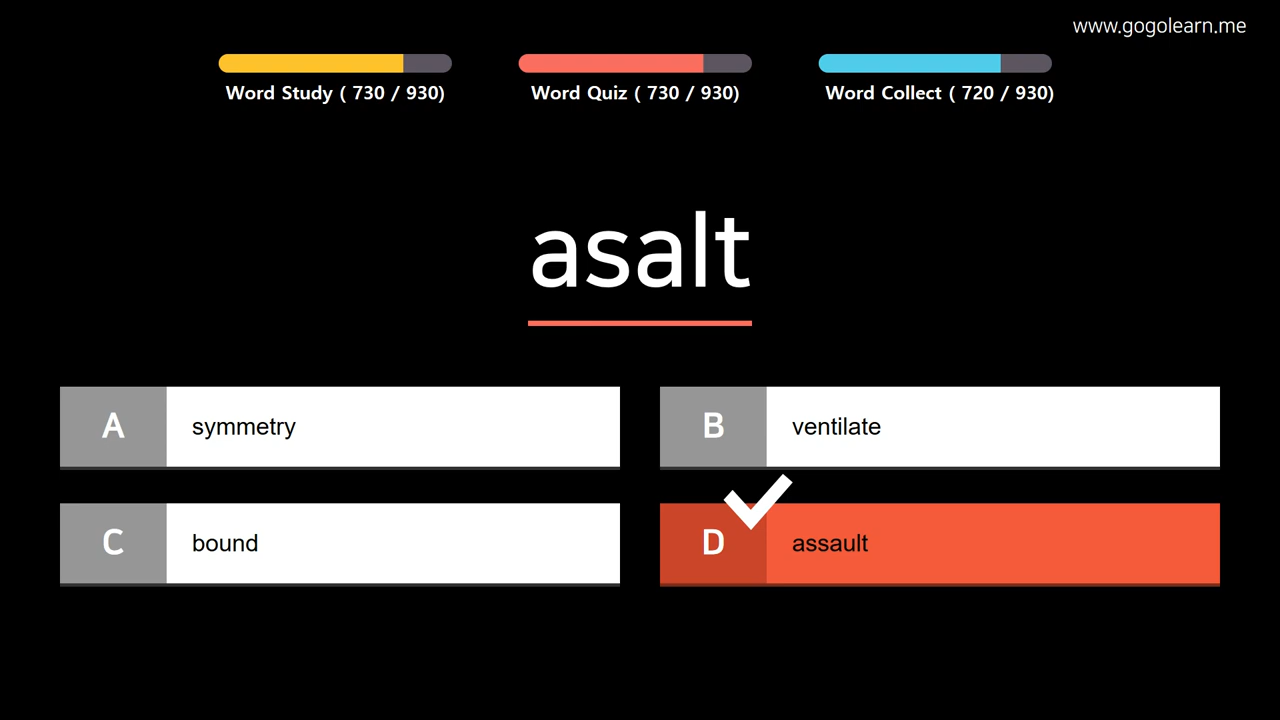 www.gogolearn.me
Word Study ( 730 / 930)
Word Quiz ( 730 / 930)
Word Collect ( 720 / 930)
asalt
A
symmetry
B
ventilate
C
bound
D
assault